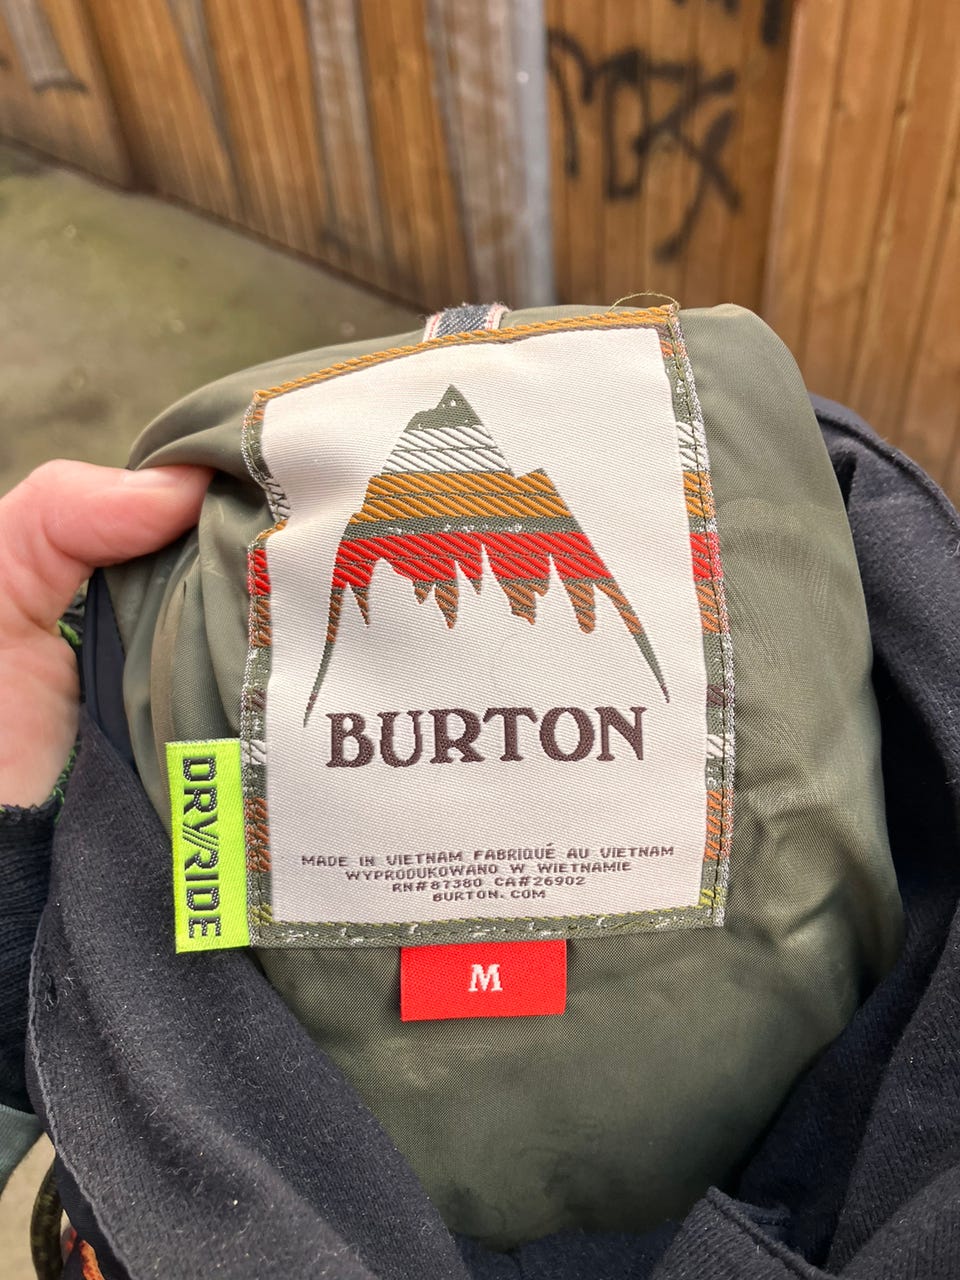 BURTON
MADE IN VIETNAM FABRIQUÉ AU VIETNAM
WYPRODUKOWANO W WIETNAMIE
RN#87380 CA#26902
BURTON.COM
DRY//RIDE
M